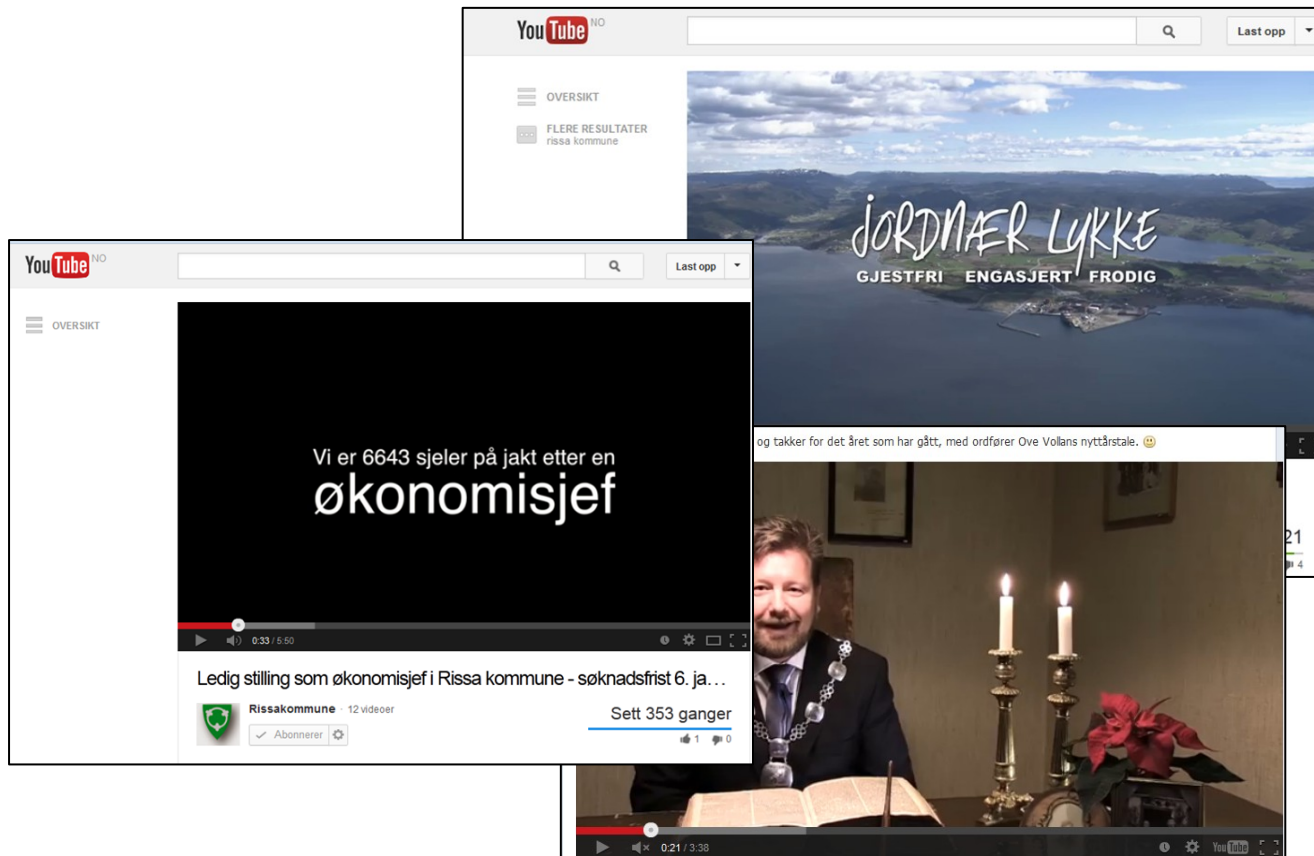 YouTube NO
Last opp
OVERSIKT
FLERE RESULTATER
rissa kommune
JORDNÆR LYKKE
GJESTFRI ENGASJERT FRODIG
21
4
YouTube NO
Last opp
OVERSIKT
Vi er 6643 sjeler på jakt etter en
økonomisjef
0:33 / 5:50
Ledig stilling som økonomisjef i Rissa kommune - søknadsfrist 6. ja...
Rissakommune · 12 videoer
Abonnerer
Sett 353 ganger
1 0
og takker for det året som har gått, med ordfører Ove Vollans nyttårstale.
0:21 / 3:38
YouTube